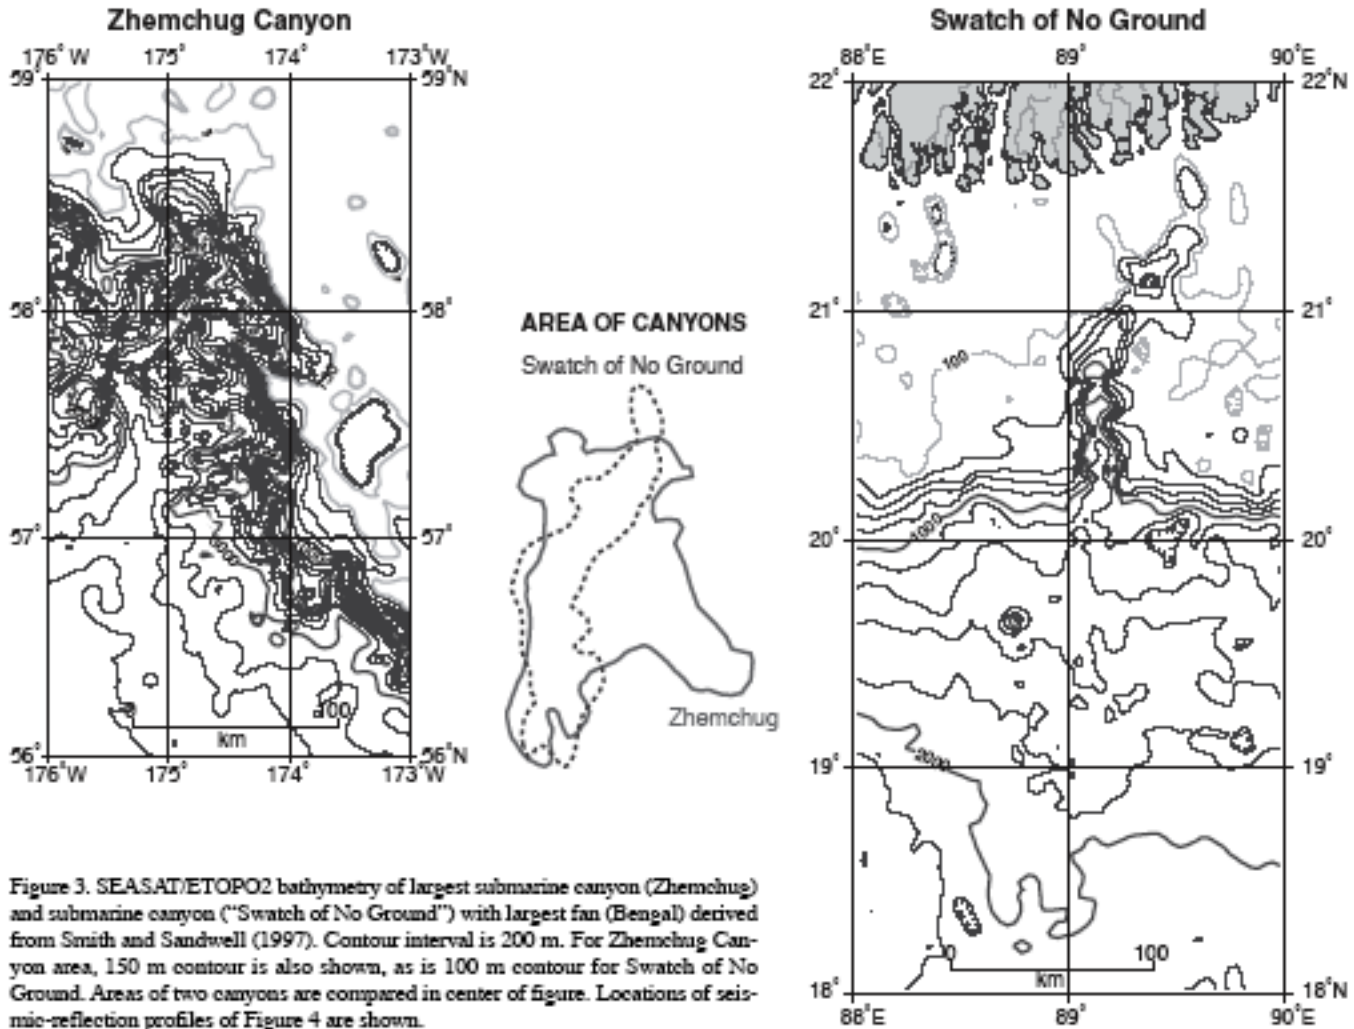 Zhemchug Canyon
176° W 175° 174° 173°W
59° 59°N
58° 58°
57° 57°
56° 56°N
176°W 175° 174° 173°W
0 100
km
AREA OF CANYONS
Swatch of No Ground
Zhemchug
Swatch of No Ground
88°E 89° 90°E
22° 22°N
21° 21°
100
1000
20° 20°
2000
19° 19°
0 100
km
18° 18°N
88°E 89° 90°E
Figure 3. SEASAT/ETOPO2 bathymetry of largest submarine canyon (Zhemchug)
and submarine canyon (“Swatch of No Ground”) with largest fan (Bengal) derived
from Smith and Sandwell (1997). Contour interval is 200 m. For Zhemchug Can-
yon area, 150 m contour is also shown, as is 100 m contour for Swatch of No
Ground. Areas of two canyons are compared in center of figure. Locations of seis-
mic-reflection profiles of Figure 4 are shown.